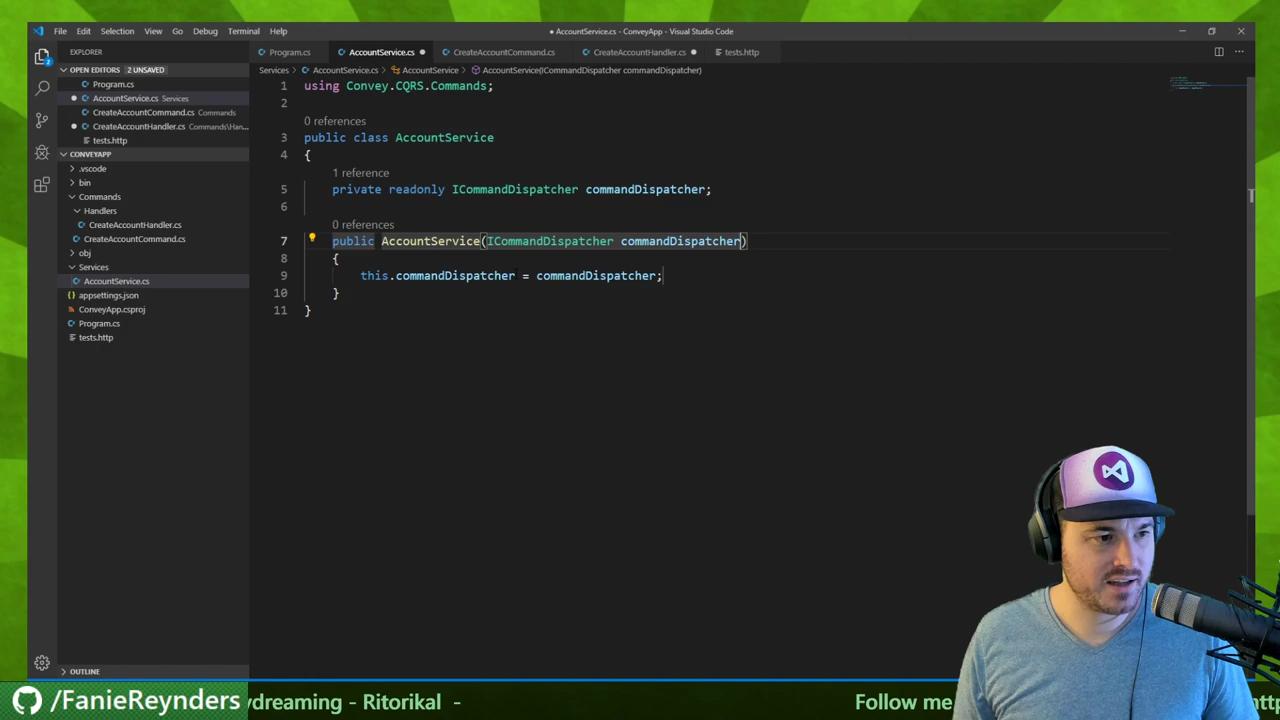 File Edit Selection View Go Debug Terminal Help
● AccountService.cs - ConveyApp - Visual Studio Code
EXPLORER
OPEN EDITORS 2 UNSAVED
Program.cs
AccountService.cs Services
CreateAccountCommand.cs Commands
CreateAccountHandler.cs Commands\Han...
tests.http
CONVEYAPP
.vscode
bin
Commands
Handlers
CreateAccountHandler.cs
CreateAccountCommand.cs
obj
Services
AccountService.cs
appsettings.json
ConveyApp.csproj
Program.cs
tests.http
OUTLINE
2
Program.cs AccountService.cs CreateAccountCommand.cs CreateAccountHandler.cs tests.http
Services > AccountService.cs > AccountService > AccountService(ICommandDispatcher commandDispatcher)
1 using Convey.CQRS.Commands;
2
0 references
3 public class AccountService
4 {
1 reference
5 private readonly ICommandDispatcher commandDispatcher;
6
0 references
7 public AccountService(ICommandDispatcher commandDispatcher)
8 {
9 this.commandDispatcher = commandDispatcher;
10 }
11 }
/FanieReynders
ydreaming - Ritorikal -
Follow me